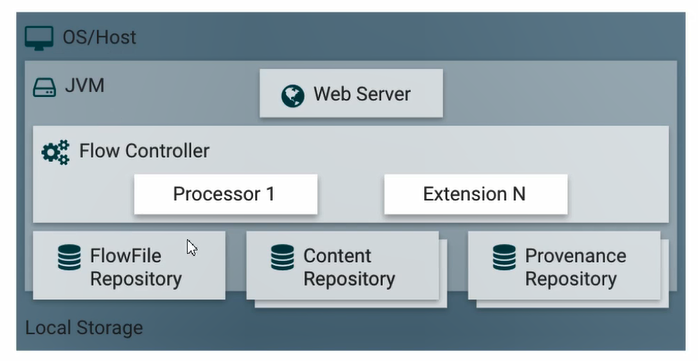 OS/Host
JVM
Web Server
Flow Controller
Processor 1
Extension N
FlowFile
Repository
Content
Repository
Provenance
Repository
Local Storage